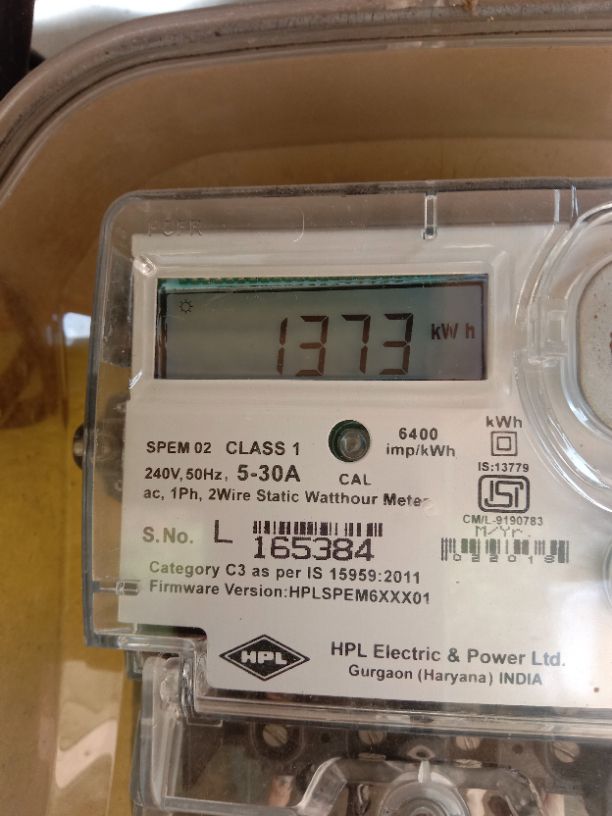 1373 kWh
SPEM 02 CLASS 1
6400
imp/kWh
kWh
240V, 50Hz, 5-30A
CAL
IS:13779
ac, 1Ph, 2Wire Static Watthour Meter
ISI
CM/L-9190783
M/Yr.
022018
S.No. L 165384
Category C3 as per IS 15959:2011
Firmware Version:HPLSPEM6XXX01
HPL
HPL Electric & Power Ltd.
Gurgaon (Haryana) INDIA